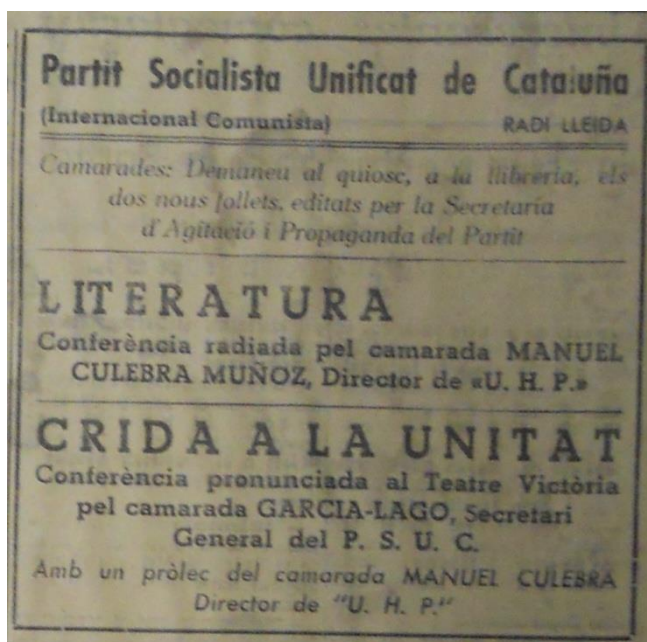 Partit Socialista Unificat de Cataluña
(Internacional Comunista) RADI LLEIDA
Camarades: Demaneu al quiosc, a la llibreria, els
dos nous follets, editats per la Secretaría
d'Agitació i Propaganda del Partit
LITERATURA
Conferència radiada pel camarada MANUEL
CULEBRA MUÑOZ, Director de «U. H. P.»
CRIDA A LA UNITAT
Conferència pronunciada al Teatre Victòria
pel camarada GARCIA-LAGO, Secretari
General del P. S. U. C.
Amb un pròlec del camarada MANUEL CULEBRA
Director de "U. H. P."